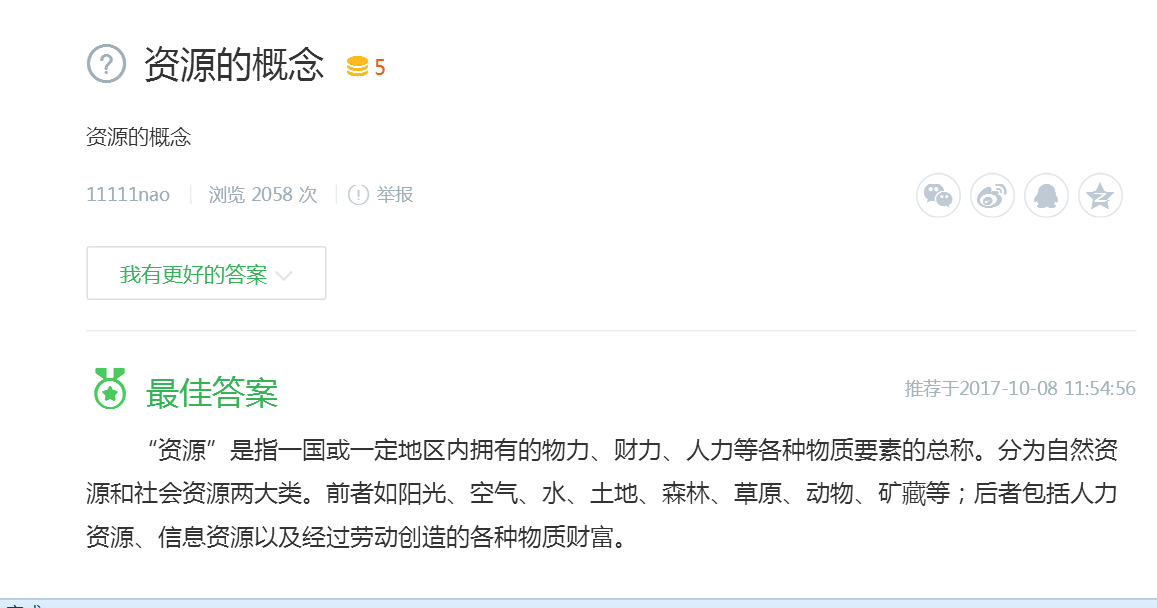 资源的概念 5
资源的概念
11111nao 浏览 2058 次 举报
我有更好的答案
最佳答案 推荐于2017-10-08 11:54:56
“资源”是指一国或一定地区内拥有的物力、财力、人力等各种物质要素的总称。分为自然资
源和社会资源两大类。前者如阳光、空气、水、土地、森林、草原、动物、矿藏等；后者包括人力
资源、信息资源以及经过劳动创造的各种物质财富。